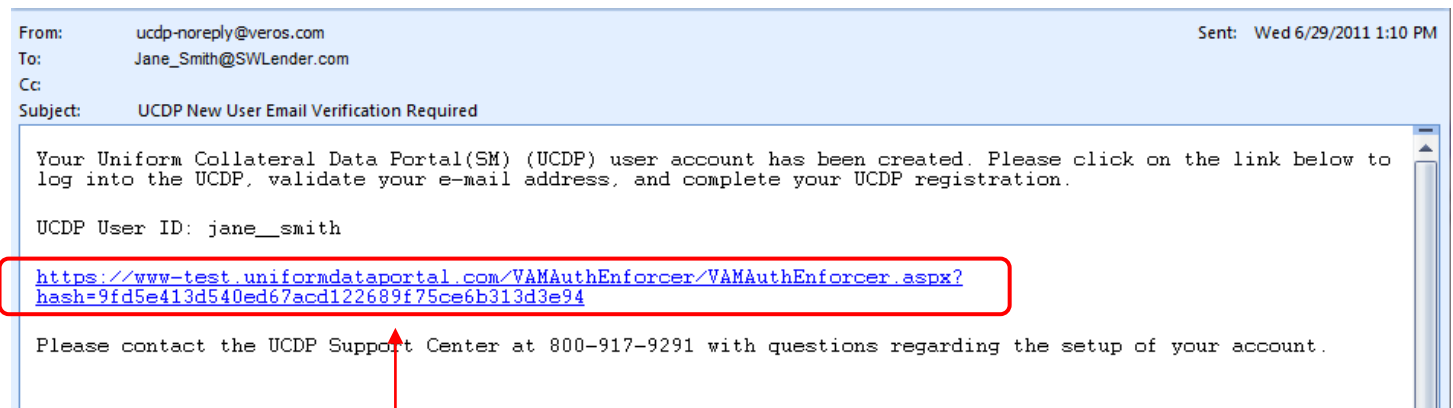 From: ucdp-noreply@veros.com Sent: Wed 6/29/2011 1:10 PM
To: Jane_Smith@SWLender.com
Cc:
Subject: UCDP New User Email Verification Required
Your Uniform Collateral Data Portal(SM) (UCDP) user account has been created. Please click on the link below to
log into the UCDP, validate your e-mail address, and complete your UCDP registration.
UCDP User ID: jane__smith
https://www-test.uniformdataportal.com/VAMAuthEnforcer/VAMAuthEnforcer.aspx?
hash=9fd5e413d540ed67acd122689f75ce6b313d3e94
Please contact the UCDP Support Center at 800-917-9291 with questions regarding the setup of your account.